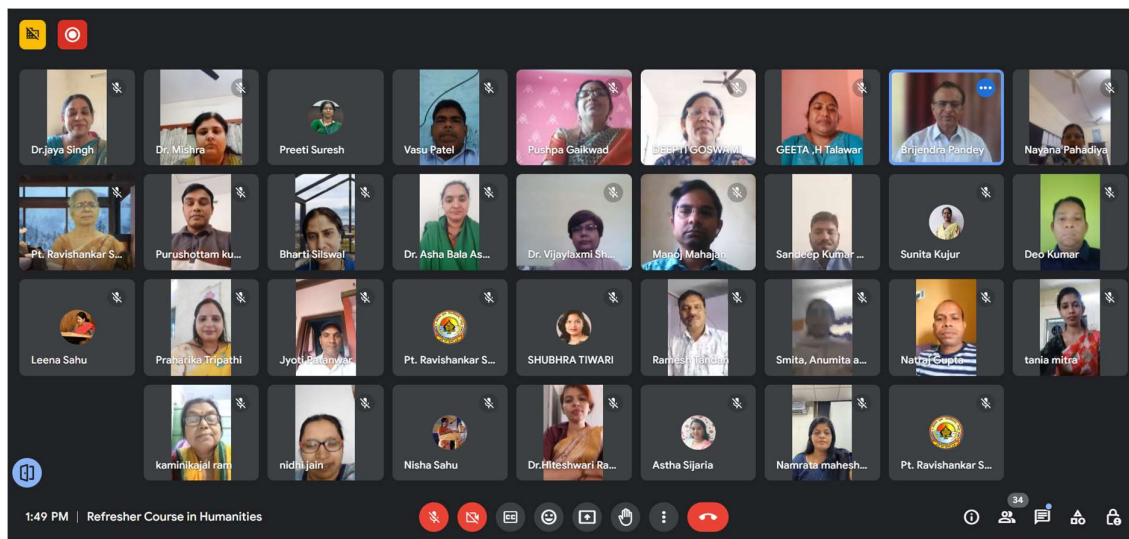 Dr.jaya Singh
Dr. Mishra
Preeti Suresh
Vasu Patel
Pushpa Gaikwad
DEEPTI GOSWAMI
GEETA ,H Talawar
Brijendra Pandey
Nayana Pahadiya
Pt. Ravishankar S...
Purushottam ku...
Bharti Silswal
Dr. Asha Bala As...
Dr. Vijaylaxmi Sh...
Manoj Mahajan
Sandeep Kumar ...
Sunita Kujur
Deo Kumar
Leena Sahu
Praharika Tripathi
Jyoti Patanwar
Pt. Ravishankar S...
SHUBHRA TIWARI
Ramesh Tandan
Smita, Anumita a...
Natraj Gupta
tania mitra
kaminikajal ram
nidhi jain
Nisha Sahu
Dr.Hiteshwari Ra...
Astha Sijaria
Namrata mahesh...
Pt. Ravishankar S...
1:49 PM | Refresher Course in Humanities
CC
34